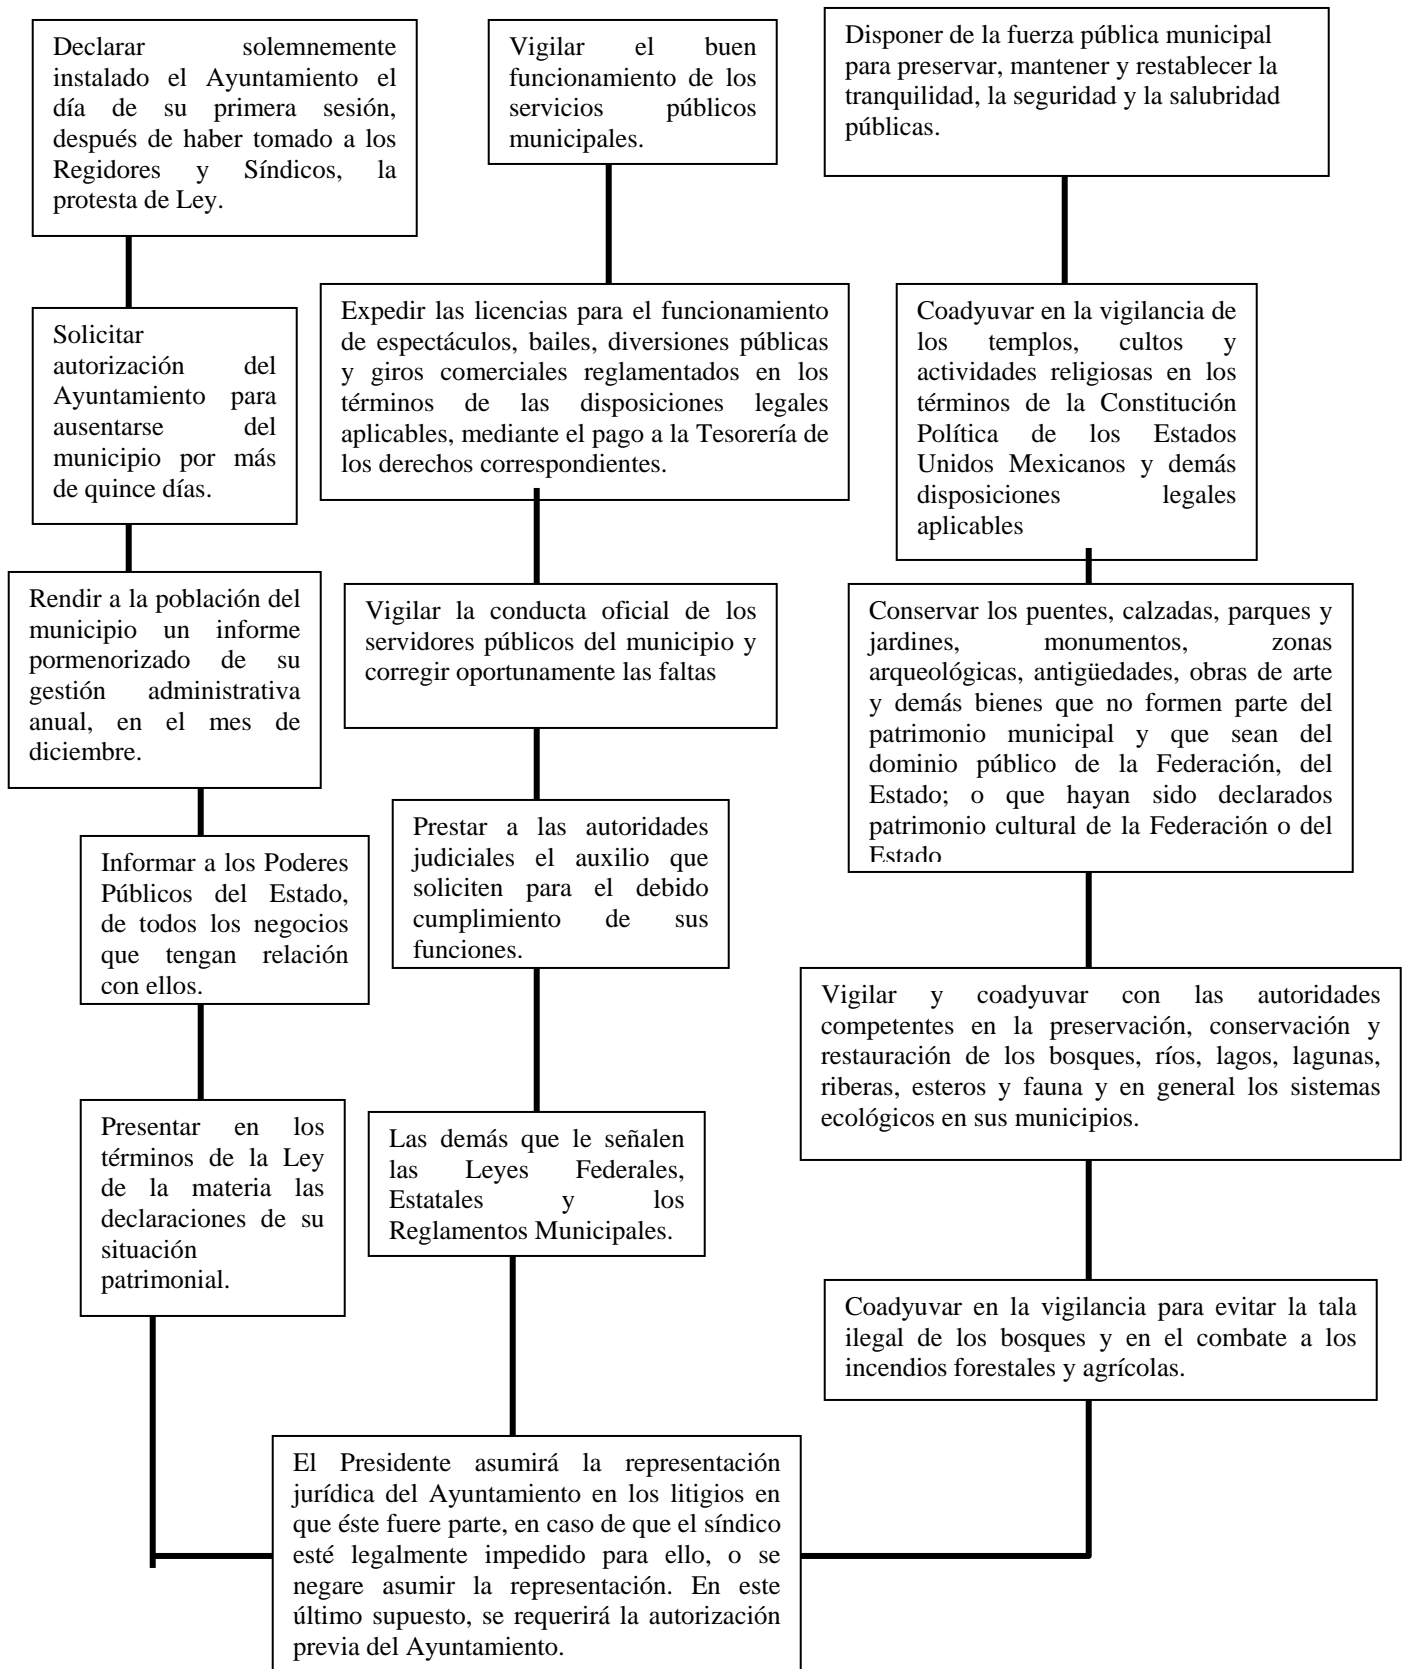 Declarar solemnemente
instalado el Ayuntamiento el
día de su primera sesión,
después de haber tomado a los
Regidores y Síndicos, la
protesta de Ley.
Solicitar
autorización del
Ayuntamiento para
ausentarse del
municipio por más
de quince días.
Rendir a la población del
municipio un informe
pormenorizado de su
gestión administrativa
anual, en el mes de
diciembre.
Informar a los Poderes
Públicos del Estado,
de todos los negocios
que tengan relación
con ellos.
Presentar en los
términos de la Ley
de la materia las
declaraciones de su
situación
patrimonial.
Vigilar el buen
funcionamiento de los
servicios públicos
municipales.
Expedir las licencias para el funcionamiento
de espectáculos, bailes, diversiones públicas
y giros comerciales reglamentados en los
términos de las disposiciones legales
aplicables, mediante el pago a la Tesorería de
los derechos correspondientes.
Vigilar la conducta oficial de los
servidores públicos del municipio y
corregir oportunamente las faltas
Prestar a las autoridades
judiciales el auxilio que
soliciten para el debido
cumplimiento de sus
funciones.
Las demás que le señalen
las Leyes Federales,
Estatales y los
Reglamentos Municipales.
Disponer de la fuerza pública municipal
para preservar, mantener y restablecer la
tranquilidad, la seguridad y la salubridad
públicas.
Coadyuvar en la vigilancia de
los templos, cultos y
actividades religiosas en los
términos de la Constitución
Política de los Estados
Unidos Mexicanos y demás
disposiciones legales
aplicables
Conservar los puentes, calzadas, parques y
jardines, monumentos, zonas
arqueológicas, antigüedades, obras de arte
y demás bienes que no formen parte del
patrimonio municipal y que sean del
dominio público de la Federación, del
Estado; o que hayan sido declarados
patrimonio cultural de la Federación o del
Estado
Vigilar y coadyuvar con las autoridades
competentes en la preservación, conservación y
restauración de los bosques, ríos, lagos, lagunas,
riberas, esteros y fauna y en general los sistemas
ecológicos en sus municipios.
Coadyuvar en la vigilancia para evitar la tala
ilegal de los bosques y en el combate a los
incendios forestales y agrícolas.
El Presidente asumirá la representación
jurídica del Ayuntamiento en los litigios en
que éste fuere parte, en caso de que el síndico
esté legalmente impedido para ello, o se
negare asumir la representación. En este
último supuesto, se requerirá la autorización
previa del Ayuntamiento.